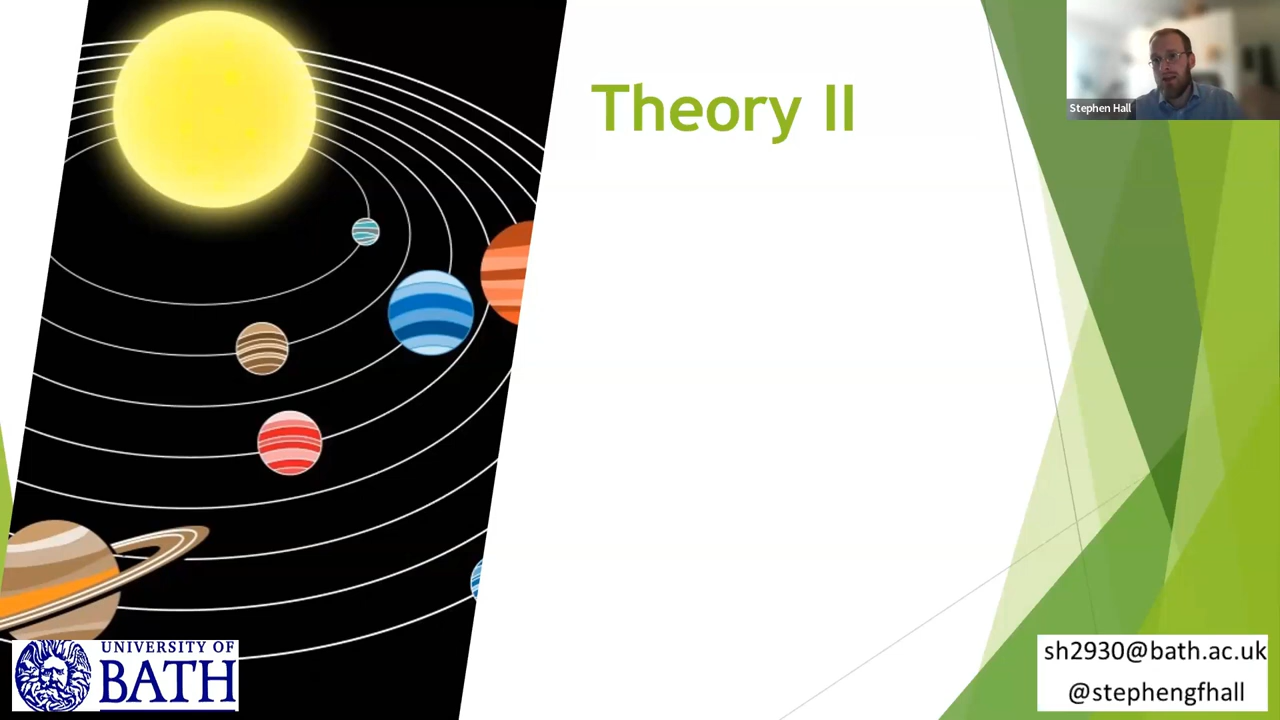 Theory II
Stephen Hall
UNIVERSITY OF
BATH
sh2930@bath.ac.uk
@stephengfhall